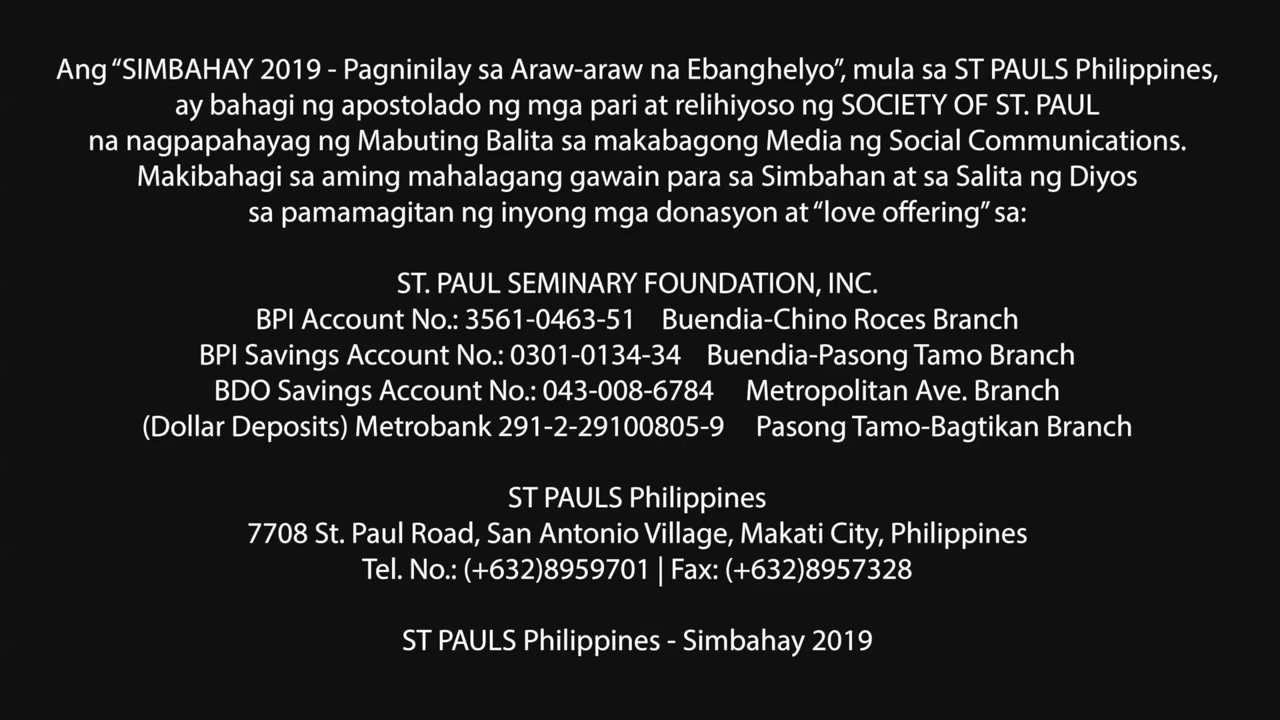 Ang “SIMBAHAY 2019 - Pagninilay sa Araw-araw na Ebanghelyo”, mula sa ST PAULS Philippines,
ay bahagi ng apostolado ng mga pari at relihiyoso ng SOCIETY OF ST. PAUL
na nagpapahayag ng Mabuting Balita sa makabagong Media ng Social Communications.
Makibahagi sa aming mahalagang gawain para sa Simbahan at sa Salita ng Diyos
sa pamamagitan ng inyong mga donasyon at “love offering” sa:
ST. PAUL SEMINARY FOUNDATION, INC.
BPI Account No.: 3561-0463-51 Buendia-Chino Roces Branch
BPI Savings Account No.: 0301-0134-34 Buendia-Pasong Tamo Branch
BDO Savings Account No.: 043-008-6784 Metropolitan Ave. Branch
(Dollar Deposits) Metrobank 291-2-29100805-9 Pasong Tamo-Bagtikan Branch
ST PAULS Philippines
7708 St. Paul Road, San Antonio Village, Makati City, Philippines
Tel. No.: (+632)8959701 | Fax: (+632)8957328
ST PAULS Philippines - Simbahay 2019